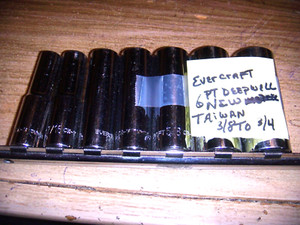 EVERCRAFT
6 PT DEEPWELL
NEW
TAIWAN
3/8 TO 3/4